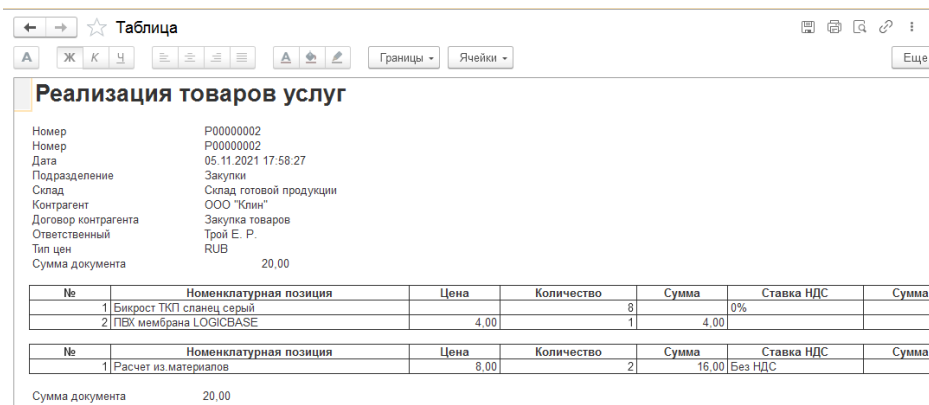 Таблица
А Ж К Ч А Границы Ячейки Еще
Реализация товаров услуг
Номер Р00000002
Номер Р00000002
Дата 05.11.2021 17:58:27
Подразделение Закупки
Склад Склад готовой продукции
Контрагент ООО "Клин"
Договор контрагента Закупка товаров
Ответственный Трой Е. Р.
Тип цен RUB
Сумма документа 20,00
№ Номенклатурная позиция Цена Количество Сумма Ставка НДС Сумма
1 Бикрост ТКП сланец серый 8 0%
2 ПВХ мембрана LOGICBASE 4,00 1 4,00
№ Номенклатурная позиция Цена Количество Сумма Ставка НДС Сумма
1 Расчет из.материалов 8,00 2 16,00 Без НДС
Сумма документа 20,00